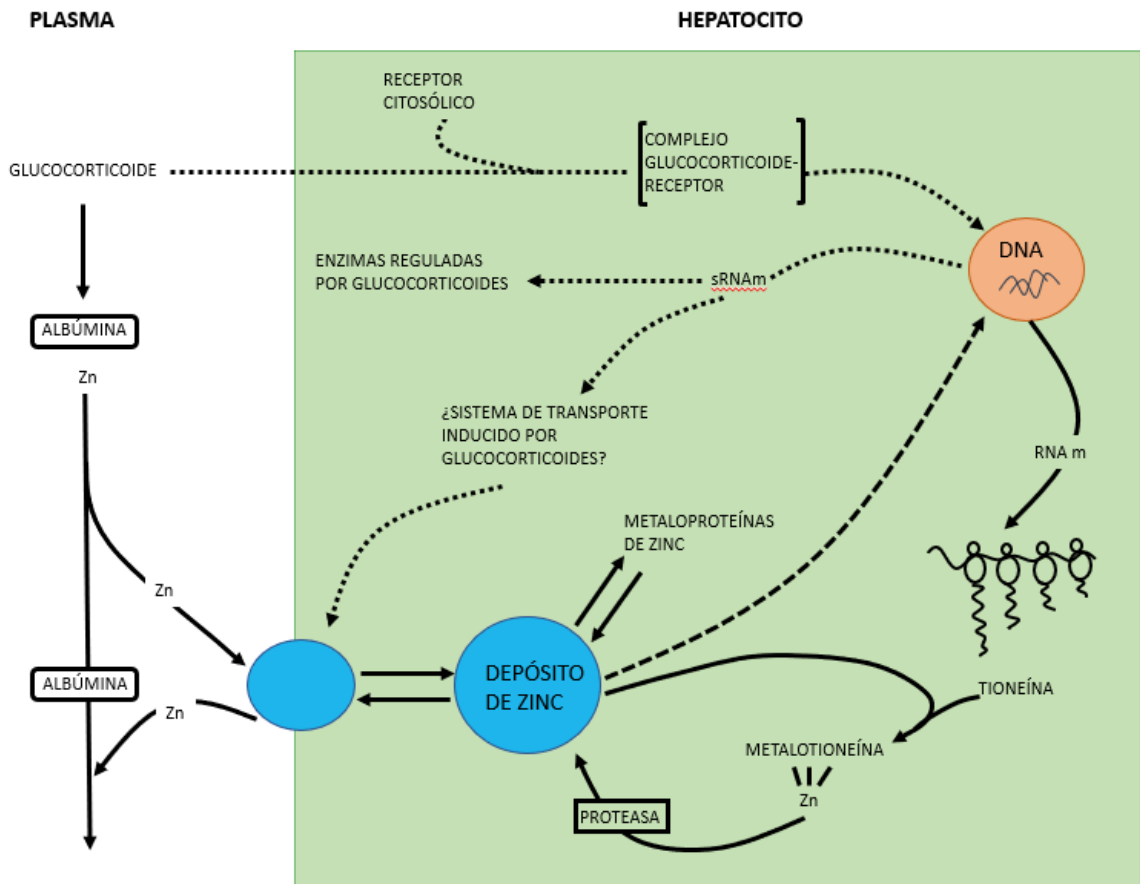 PLASMA
HEPATOCITO
RECEPTOR
CITOSÓLICO
GLUCOCORTICOIDE
COMPLEJO
GLUCOCORTICOIDE-
RECEPTOR
DNA
ENZIMAS REGULADAS
POR GLUCOCORTICOIDES
sRNAm
ALBÚMINA
Zn
¿SISTEMA DE TRANSPORTE
INDUCIDO POR
GLUCOCORTICOIDES?
RNA m
METALOPROTEÍNAS
DE ZINC
Zn
DEPÓSITO
DE ZINC
ALBÚMINA
Zn
TIONEÍNA
METALOTIONEÍNA
Zn
PROTEASA